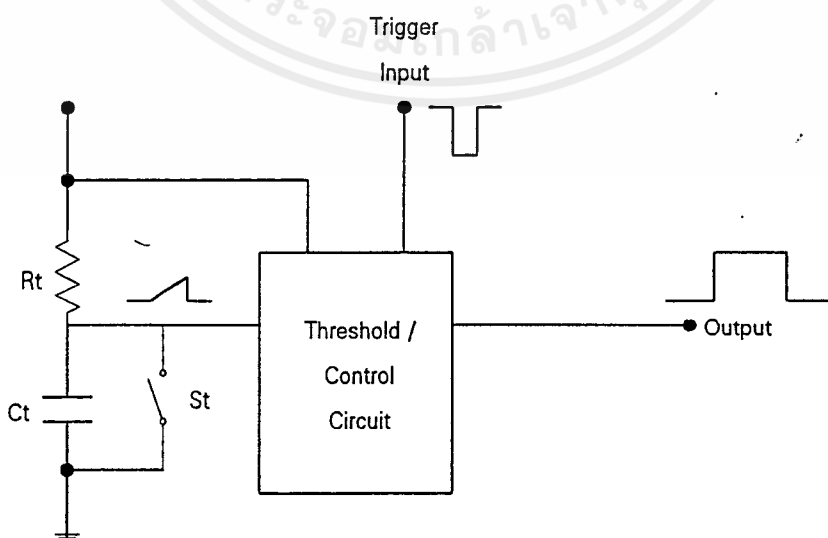 Trigger
Input
Rt
Threshold /
Control
Circuit
Output
Ct
St